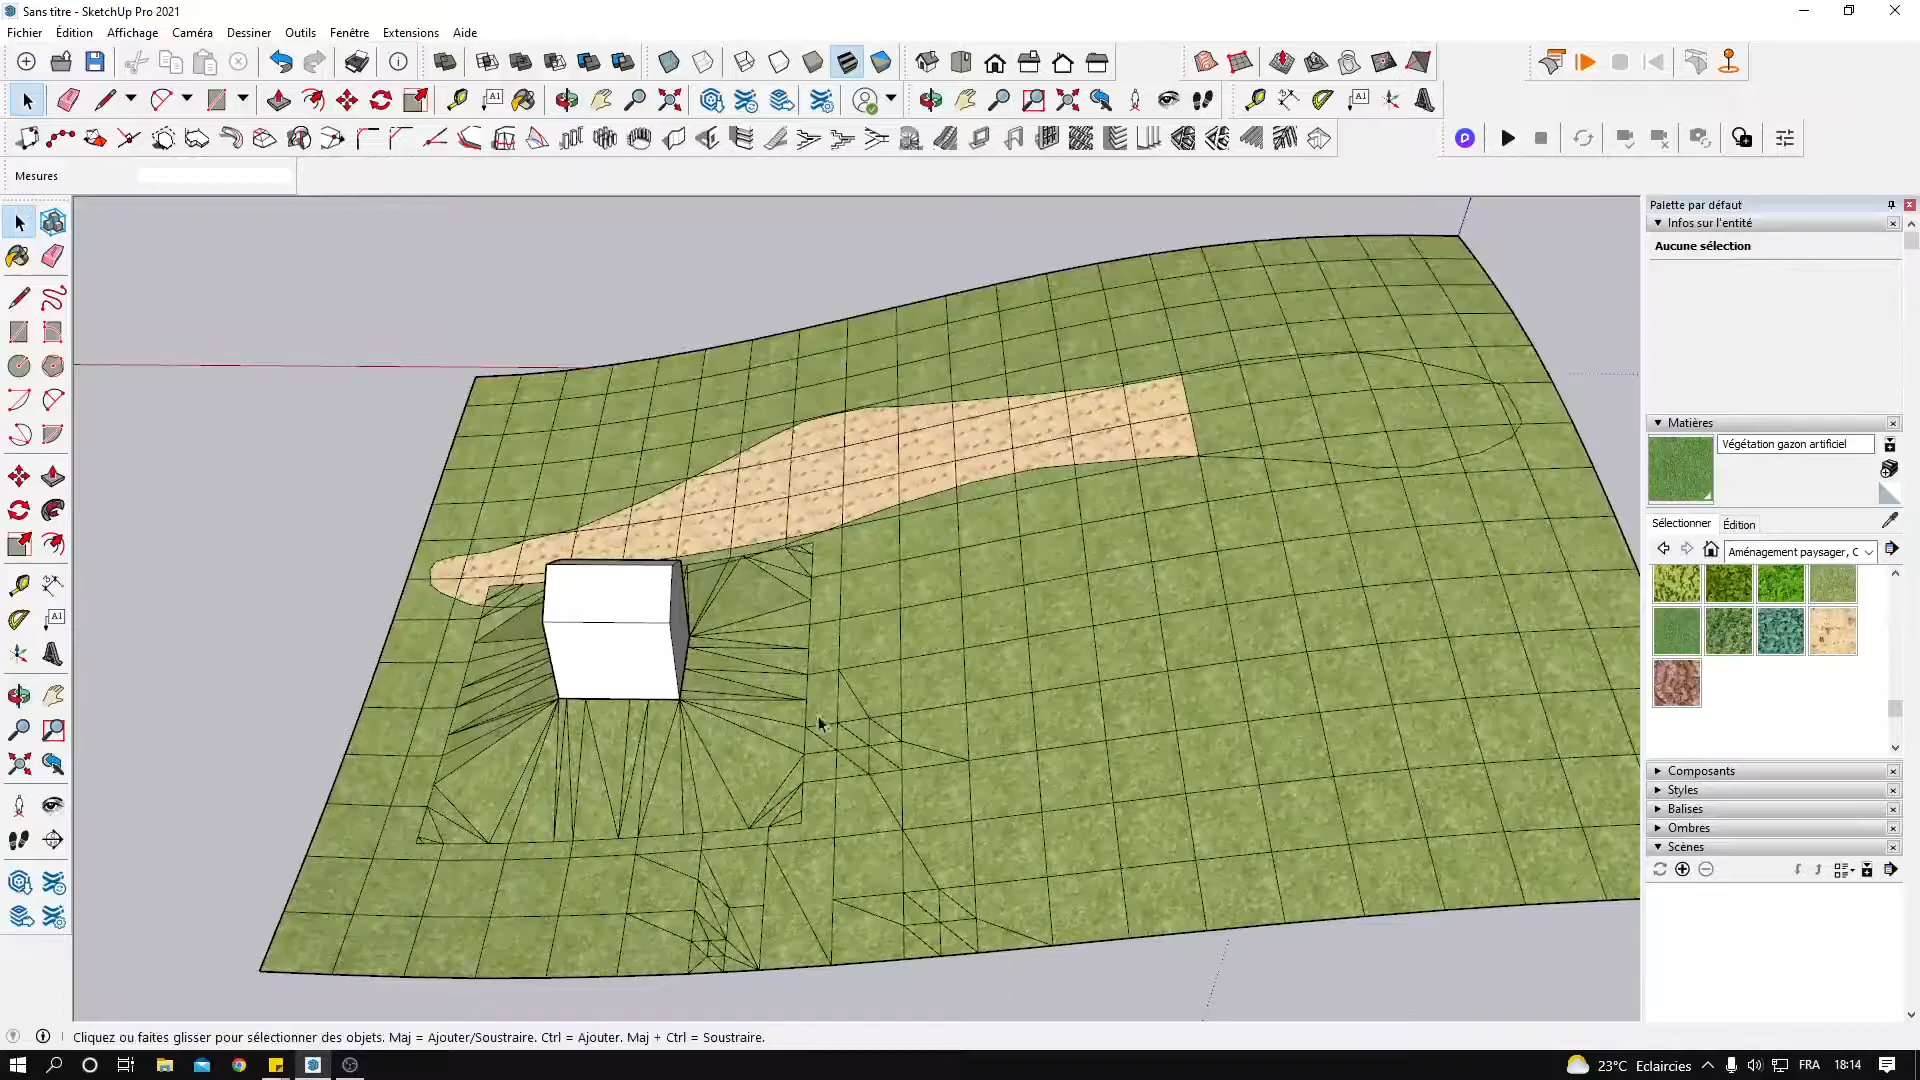 Sans titre - SketchUp Pro 2021
Fichier Édition Affichage Caméra Dessiner Outils Fenêtre Extensions Aide
A1
A1
Mesures
Palette par défaut
Infos sur l'entité
Aucune sélection
Matières
Végétation gazon artificiel
Sélectionner Édition
Aménagement paysager, C
A1
Composants
Styles
Balises
Ombres
Scènes
Cliquez ou faites glisser pour sélectionner des objets. Maj = Ajouter/Soustraire. Ctrl = Ajouter. Maj + Ctrl = Soustraire.
23°C Eclaircies FRA 18:14